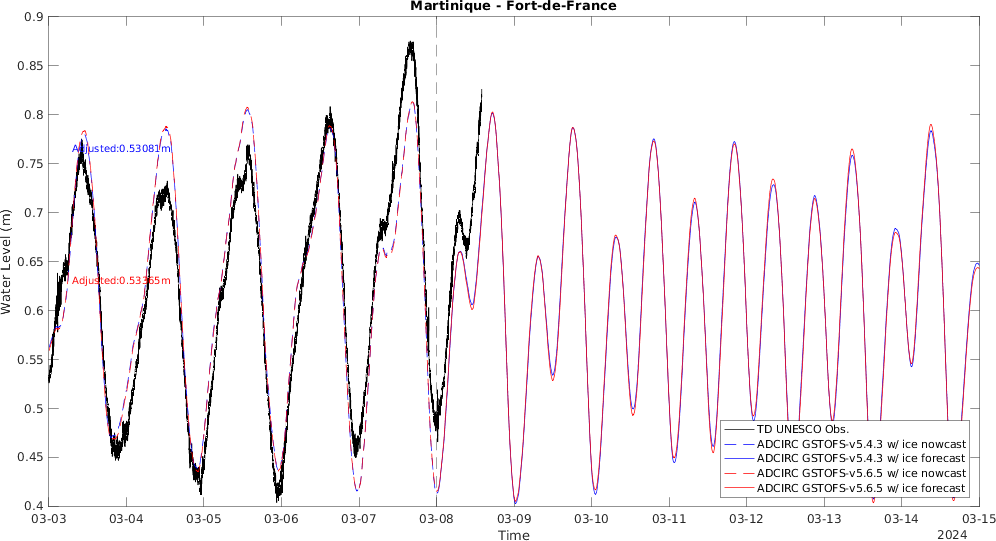 Martinique - Fort-de-France
0.9
0.85
0.8
0.75
0.7
0.65
0.6
0.55
0.5
0.45
0.4
Water Level (m)
Adjusted:0.53081m
Adjusted:0.53365m
TD UNESCO Obs.
ADCIRC GSTOFS-v5.4.3 w/ ice nowcast
ADCIRC GSTOFS-v5.4.3 w/ ice forecast
ADCIRC GSTOFS-v5.6.5 w/ ice nowcast
ADCIRC GSTOFS-v5.6.5 w/ ice forecast
03-03 03-04 03-05 03-06 03-07 03-08 03-09 03-10 03-11 03-12 03-13 03-14 03-15
Time
2024